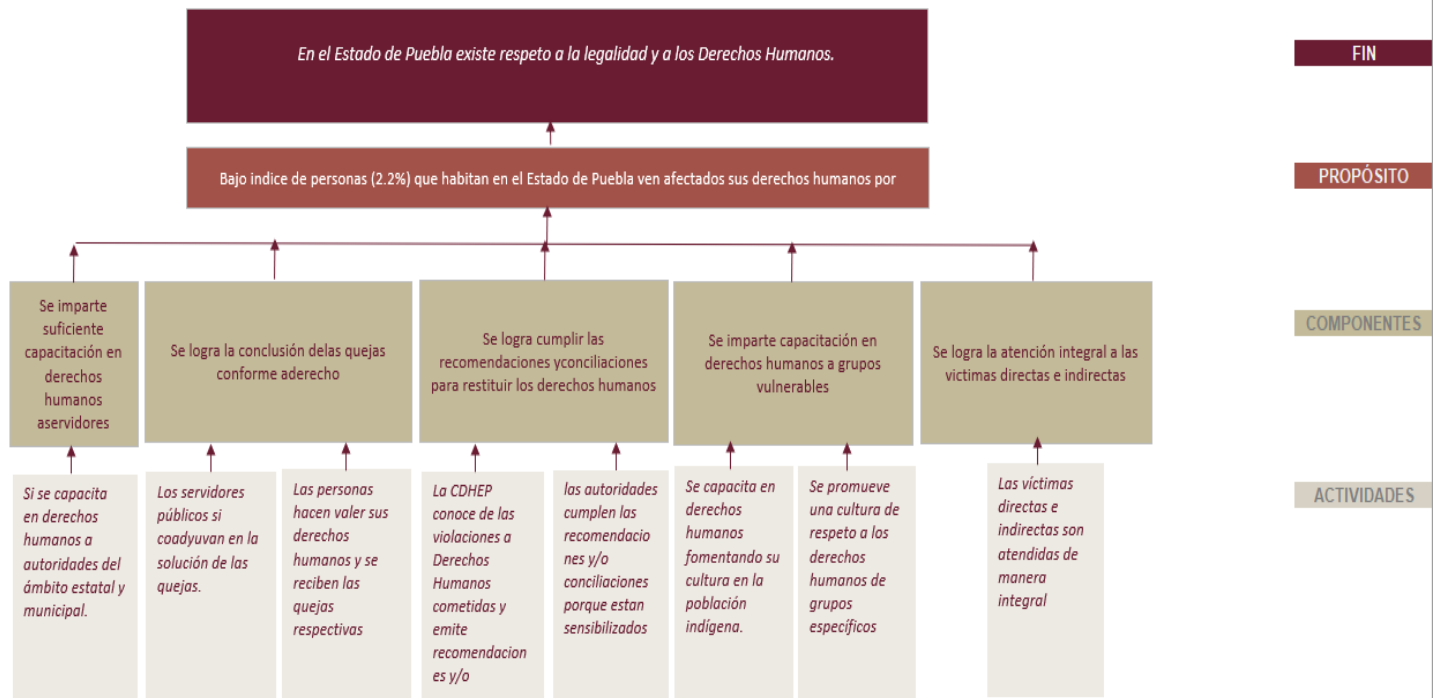 En el Estado de Puebla existe respeto a la legalidad y a los Derechos Humanos.
FIN
Bajo indice de personas (2.2%) que habitan en el Estado de Puebla ven afectados sus derechos humanos por
PROPÓSITO
Se imparte
suficiente
capacitación en
derechos
humanos
aservidores
Se logra la conclusión delas quejas
conforme aderecho
Se logra cumplir las
recomendaciones yconciliaciones
para restituir los derechos humanos
Se imparte capacitación en
derechos humanos a grupos
vulnerables
Se logra la atención integral a las
victimas directas e indirectas
COMPONENTES
Si se capacita
en derechos
humanos a
autoridades del
ámbito estatal y
municipal.
Los servidores
públicos si
coadyuvan en la
solución de las
quejas.
Las personas
hacen valer sus
derechos
humanos y se
reciben las
quejas
respectivas
La CDHEP
conoce de las
violaciones a
Derechos
Humanos
cometidas y
emite
recomendacion
es y/o
las autoridades
cumplen las
recomendacio
nes y/o
conciliaciones
porque estan
sensibilizados
Se capacita en
derechos
humanos
fomentando su
cultura en la
población
indígena.
Se promueve
una cultura de
respeto a los
derechos
humanos de
grupos
específicos
Las víctimas
directas e
indirectas son
atendidas de
manera
integral
ACTIVIDADES